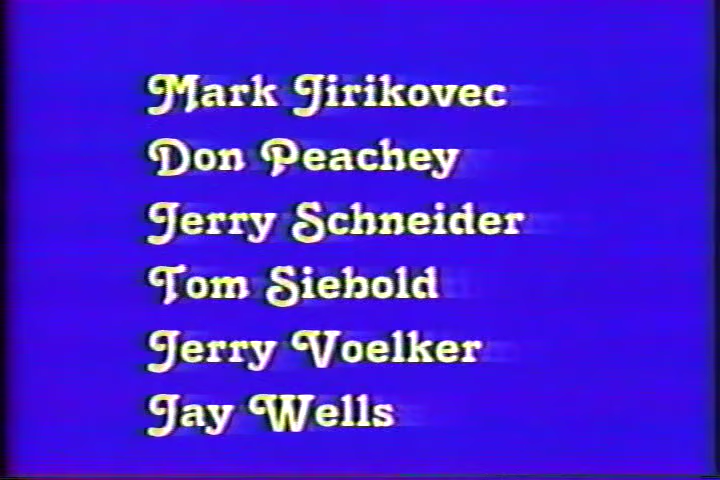 Mark Jirikovec
Don Peachey
Jerry Schneider
Tom Siebold
Jerry Voelker
Jay Wells